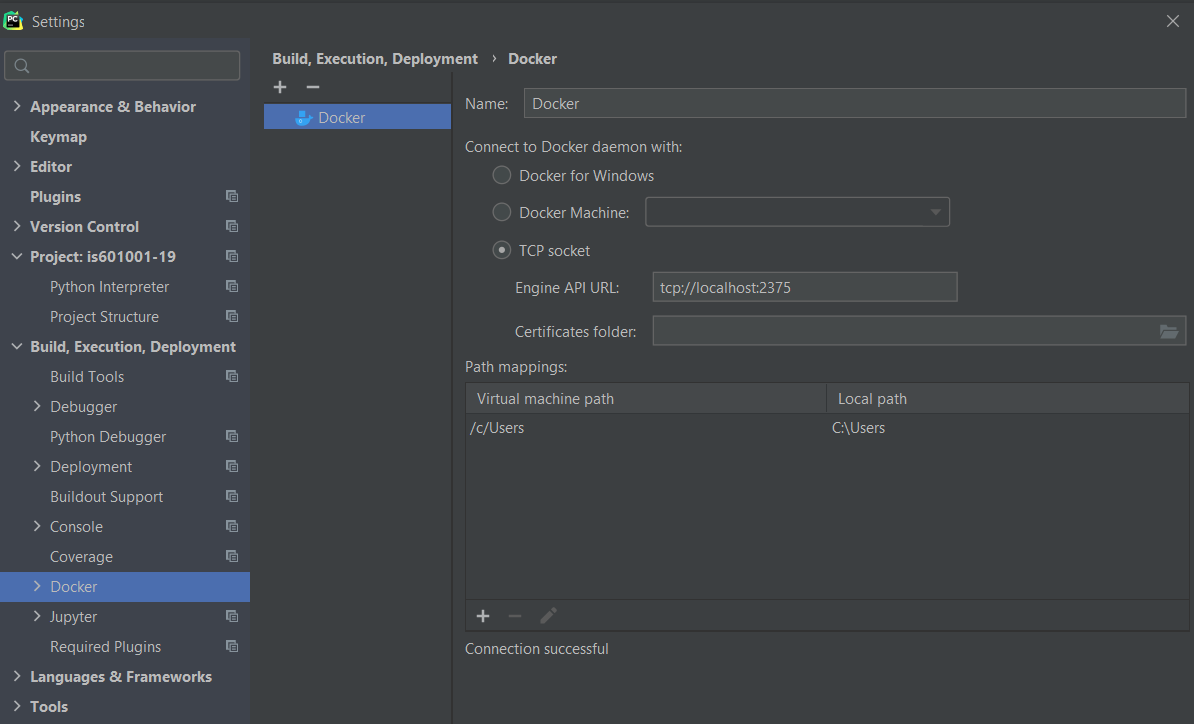 Settings
Appearance & Behavior
Keymap
Editor
Plugins
Version Control
Project: is601001-19
Python Interpreter
Project Structure
Build, Execution, Deployment
Build Tools
Debugger
Python Debugger
Deployment
Buildout Support
Console
Coverage
Docker
Jupyter
Required Plugins
Languages & Frameworks
Tools
Build, Execution, Deployment › Docker
Docker
Name: Docker
Connect to Docker daemon with:
Docker for Windows
Docker Machine:
TCP socket
Engine API URL: tcp://localhost:2375
Certificates folder:
Path mappings:
Virtual machine path Local path
/c/Users C:\Users
Connection successful